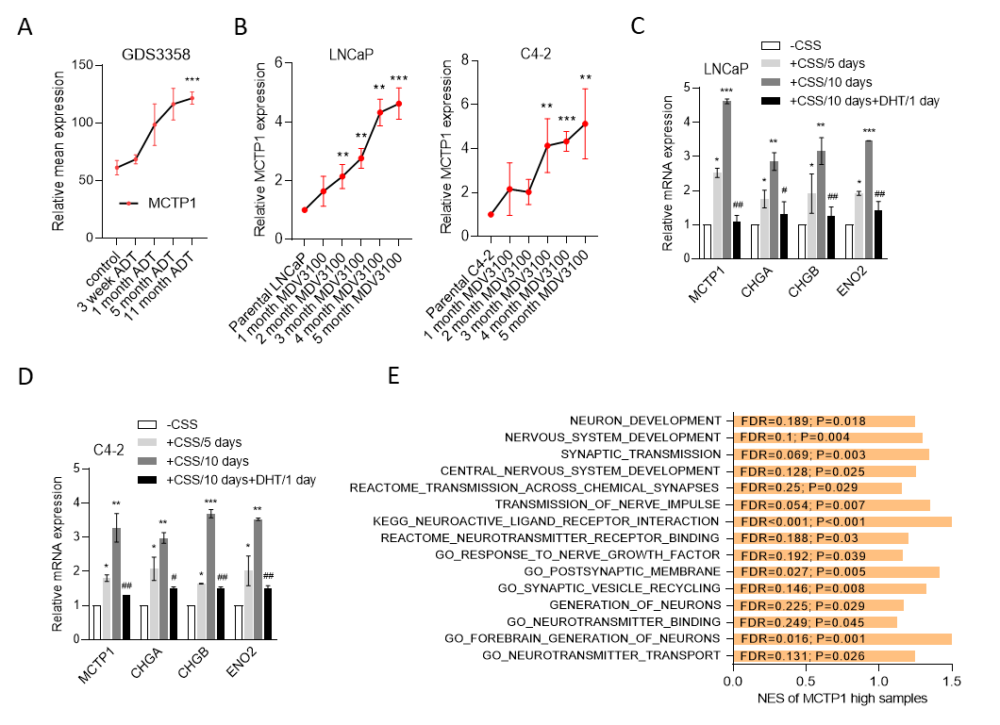 A
GDS3358
Relative mean expression
150
100
50
0
***
MCTP1
control
3 week ADT
1 month ADT
5 month ADT
11 month ADT
B
LNCaP
Relative MCTP1 expression
6
4
2
0
**
**
**
***
Parental LNCaP
1 month MDV3100
2 month MDV3100
3 month MDV3100
4 month MDV3100
5 month MDV3100
C4-2
Relative MCTP1 expression
8
6
4
2
0
**
***
**
Parental C4-2
1 month MDV3100
2 month MDV3100
3 month MDV3100
4 month MDV3100
5 month MDV3100
C
-CSS
+CSS/5 days
+CSS/10 days
+CSS/10 days+DHT/1 day
LNCaP
Relative mRNA expression
5
4
3
2
1
0
* *** ##
* ** #
* ** ##
* *** ##
MCTP1
CHGA
CHGB
ENO2
D
-CSS
+CSS/5 days
+CSS/10 days
+CSS/10 days+DHT/1 day
C4-2
Relative mRNA expression
5
4
3
2
1
0
* ** ##
* ** #
* *** ##
* ** ##
MCTP1
CHGA
CHGB
ENO2
E
NEURON_DEVELOPMENT FDR=0.189; P=0.018
NERVOUS_SYSTEM_DEVELOPMENT FDR=0.1; P=0.004
SYNAPTIC_TRANSMISSION FDR=0.069; P=0.003
CENTRAL_NERVOUS_SYSTEM_DEVELOPMENT FDR=0.128; P=0.025
REACTOME_TRANSMISSION_ACROSS_CHEMICAL_SYNAPSES FDR=0.25; P=0.029
TRANSMISSION_OF_NERVE_IMPULSE FDR=0.054; P=0.007
KEGG_NEUROACTIVE_LIGAND_RECEPTOR_INTERACTION FDR<0.001; P<0.001
REACTOME_NEUROTRANSMITTER_RECEPTOR_BINDING FDR=0.188; P=0.03
GO_RESPONSE_TO_NERVE_GROWTH_FACTOR FDR=0.192; P=0.039
GO_POSTSYNAPTIC_MEMBRANE FDR=0.027; P=0.005
GO_SYNAPTIC_VESICLE_RECYCLING FDR=0.146; P=0.008
GENERATION_OF_NEURONS FDR=0.225; P=0.029
GO_NEUROTRANSMITTER_BINDING FDR=0.249; P=0.045
GO_FOREBRAIN_GENERATION_OF_NEURONS FDR=0.016; P=0.001
GO_NEUROTRANSMITTER_TRANSPORT FDR=0.131; P=0.026
0.0 0.5 1.0 1.5
NES of MCTP1 high samples